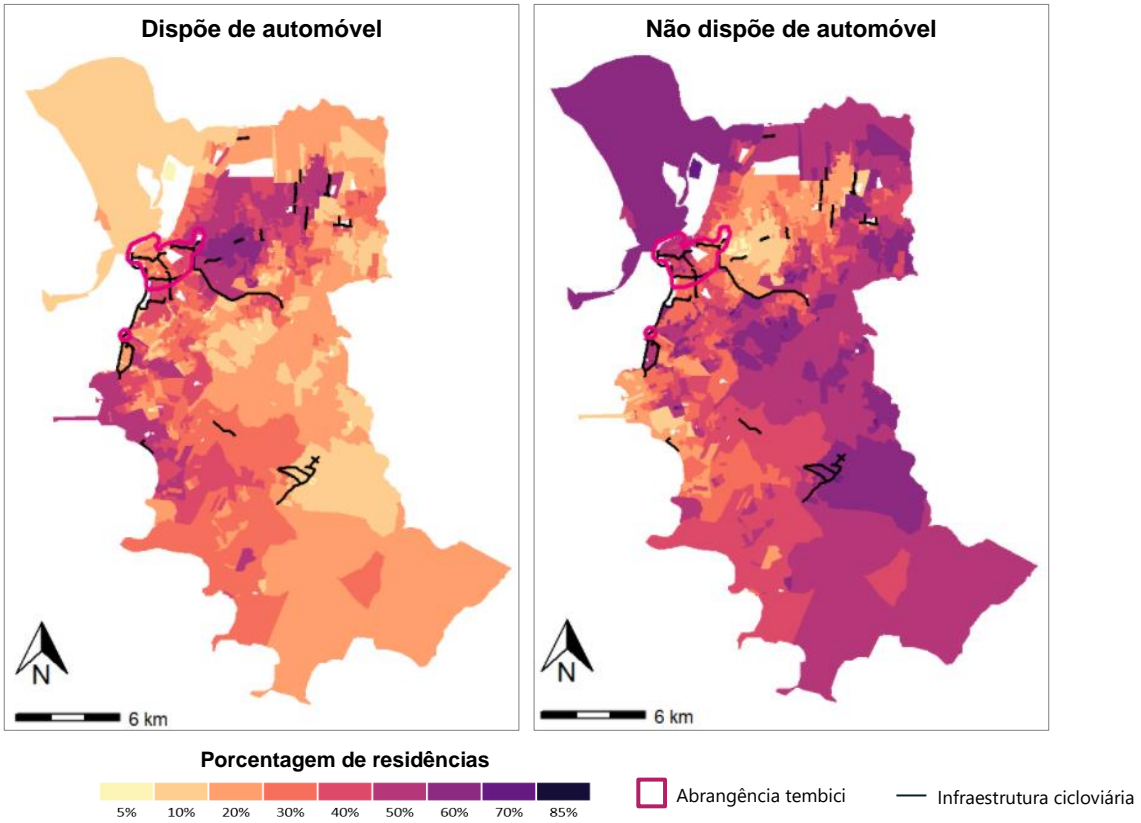 Dispõe de automóvel
Não dispõe de automóvel
N
6 km
N
6 km
Porcentagem de residências
5% 10% 20% 30% 40% 50% 60% 70% 85%
Abrangência tembici
Infraestrutura cicloviária